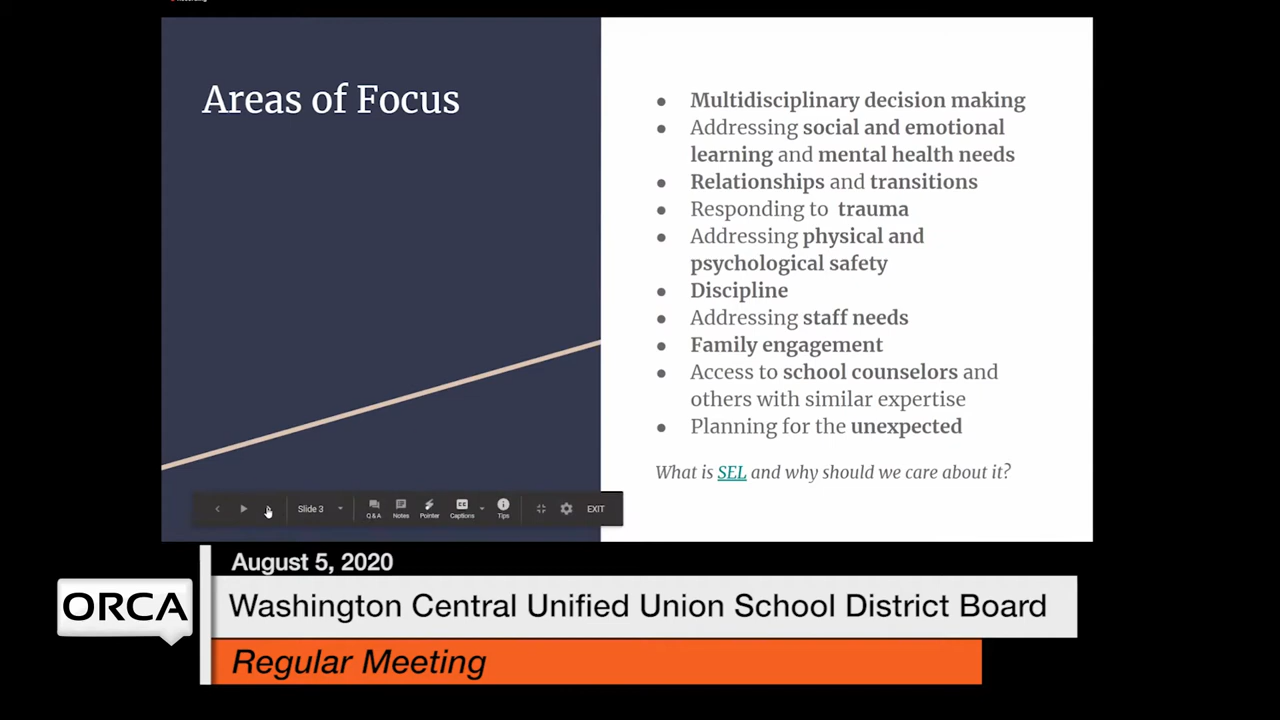 Areas of Focus
● Multidisciplinary decision making
● Addressing social and emotional
learning and mental health needs
● Relationships and transitions
● Responding to trauma
● Addressing physical and
psychological safety
● Discipline
● Addressing staff needs
● Family engagement
● Access to school counselors and
others with similar expertise
● Planning for the unexpected
What is SEL and why should we care about it?
Slide 3
Q & A
Notes
Pointer
Captions
Tips
EXIT
August 5, 2020
ORCA
Washington Central Unified Union School District Board
Regular Meeting